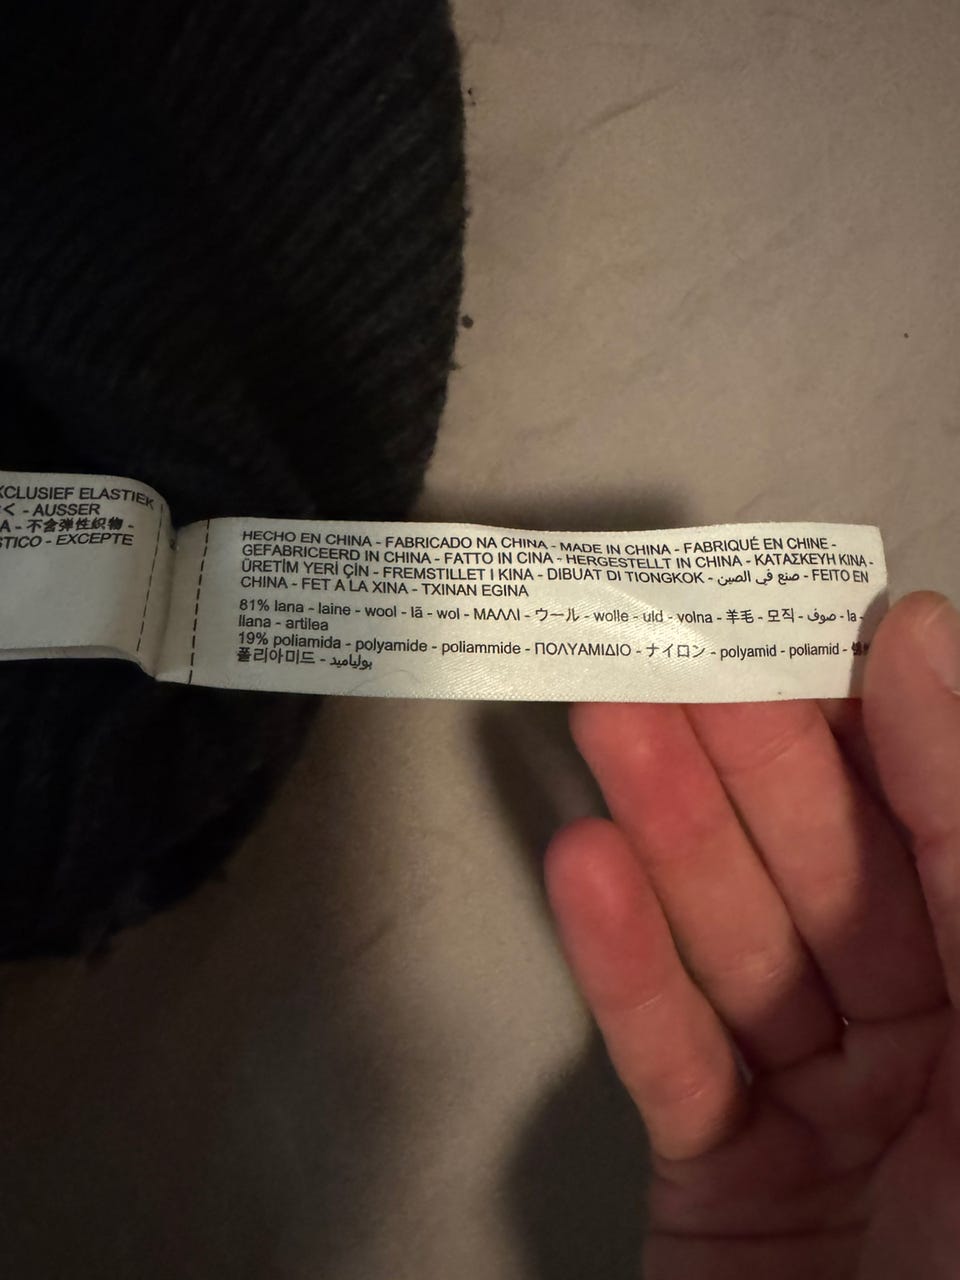 EXCLUSIEF ELASTIEK
く - AUSSER
A - 不含弹性织物 -
STICO - EXCEPTE
HECHO EN CHINA - FABRICADO NA CHINA - MADE IN CHINA - FABRIQUÉ EN CHINE -
GEFABRICEERD IN CHINA - FATTO IN CINA - HERGESTELLT IN CHINA - ΚΑΤΑΣΚΕΥΗ ΚΙΝΑ -
ÜRETİM YERİ ÇİN - FREMSTILLET I KINA - DIBUAT DI TIONGKOK - صنع في الصين - FEITO EN
CHINA - FET A LA XINA - TXINAN EGINA
81% lana - laine - wool - lã - wol - ΜΑΛΛΙ - ウール - wolle - uld - volna - 羊毛 - 모직 - صوف - la -
llana - artilea
19% poliamida - polyamide - poliammide - ΠΟΛΥΑΜΙΔΙΟ - ナイロン - polyamid - poliamid -
폴리아미드 - بولياميد